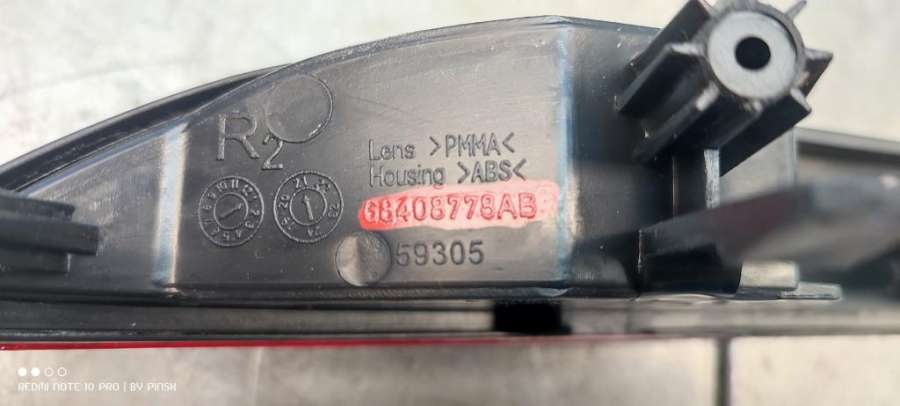 R2
Lens >PMMA<
Housing >ABS<
68408778AB
59305
REDMI NOTE 10 PRO | BY PINSK